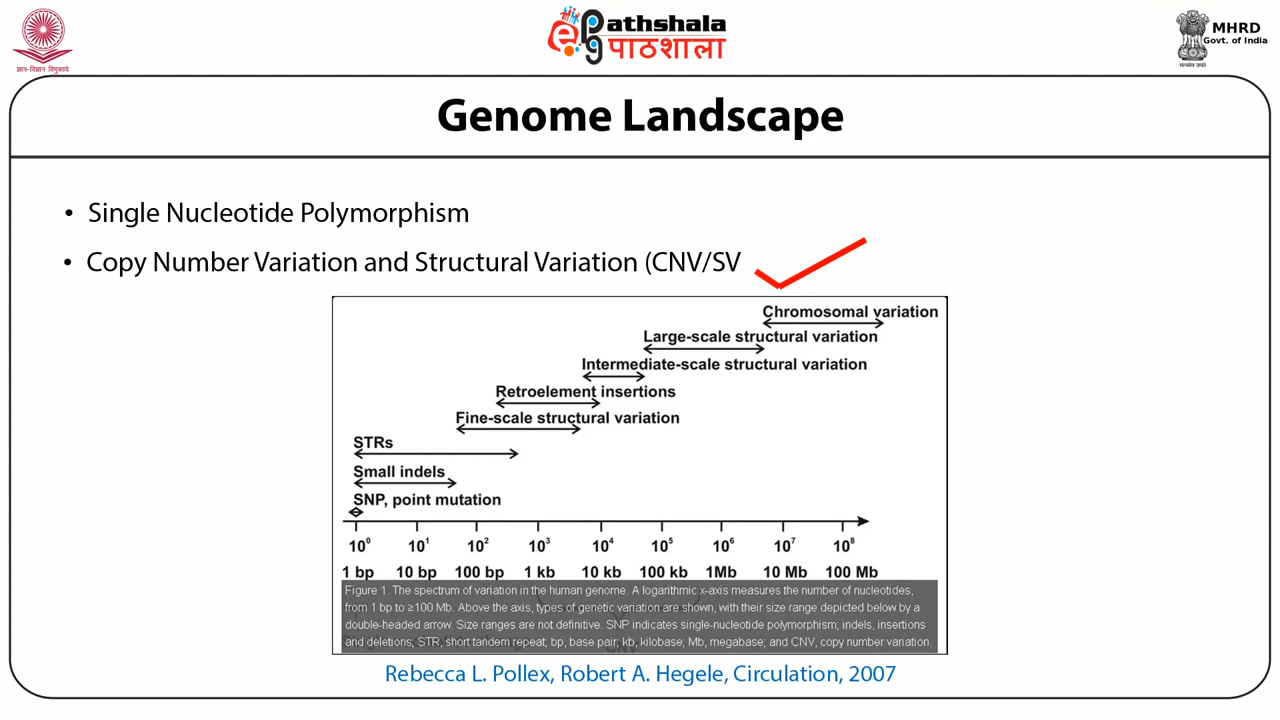 ज्ञान-विज्ञान विमुक्तये
ePathshala
पाठशाला
सत्यमेव जयते
MHRD
Govt. of India
Genome Landscape
• Single Nucleotide Polymorphism
• Copy Number Variation and Structural Variation (CNV/SV
Chromosomal variation
Large-scale structural variation
Intermediate-scale structural variation
Retroelement insertions
Fine-scale structural variation
STRs
Small indels
SNP, point mutation
10⁰ 10¹ 10² 10³ 10⁴ 10⁵ 10⁶ 10⁷ 10⁸
1 bp 10 bp 100 bp 1 kb 10 kb 100 kb 1Mb 10 Mb 100 Mb
Figure 1. The spectrum of variation in the human genome. A logarithmic x-axis measures the number of nucleotides,
from 1 bp to ≥100 Mb. Above the axis, types of genetic variation are shown, with their size range depicted below by a
double-headed arrow. Size ranges are not definitive. SNP indicates single-nucleotide polymorphism; indels, insertions
and deletions; STR, short tandem repeat; bp, base pair; kb, kilobase; Mb, megabase; and CNV, copy number variation.
Rebecca L. Pollex, Robert A. Hegele, Circulation, 2007